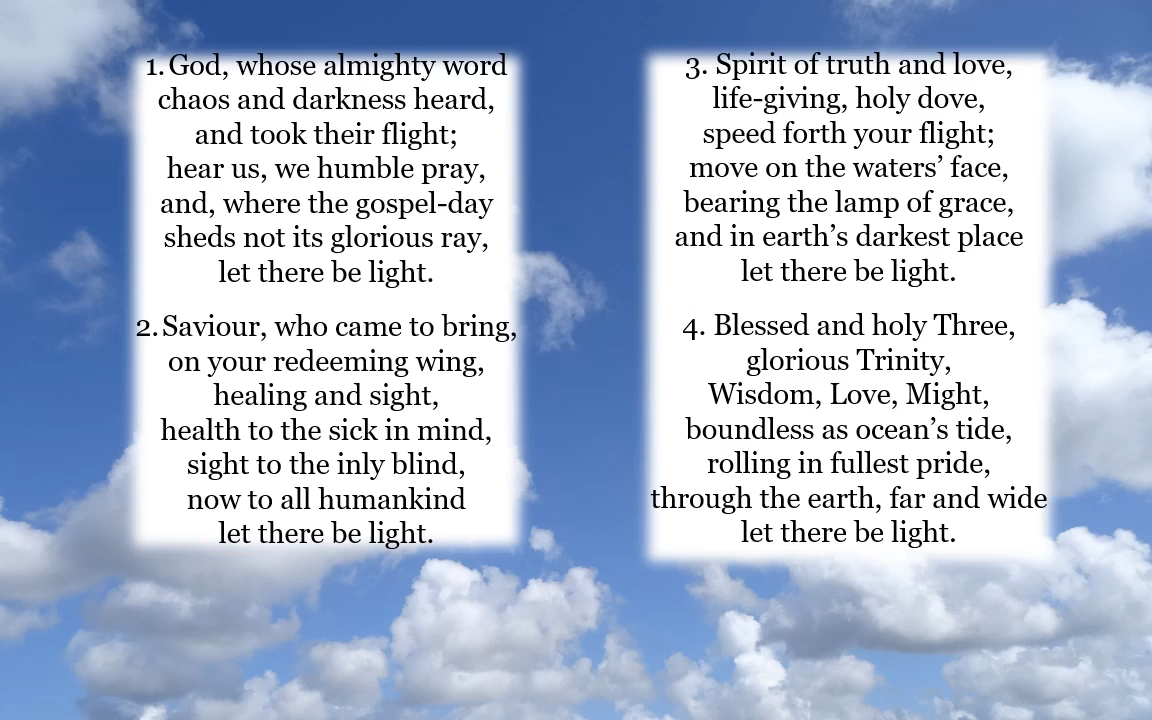 1. God, whose almighty word
chaos and darkness heard,
and took their flight;
hear us, we humble pray,
and, where the gospel-day
sheds not its glorious ray,
let there be light.
2. Saviour, who came to bring,
on your redeeming wing,
healing and sight,
health to the sick in mind,
sight to the inly blind,
now to all humankind
let there be light.
3. Spirit of truth and love,
life-giving, holy dove,
speed forth your flight;
move on the waters’ face,
bearing the lamp of grace,
and in earth’s darkest place
let there be light.
4. Blessed and holy Three,
glorious Trinity,
Wisdom, Love, Might,
boundless as ocean’s tide,
rolling in fullest pride,
through the earth, far and wide
let there be light.